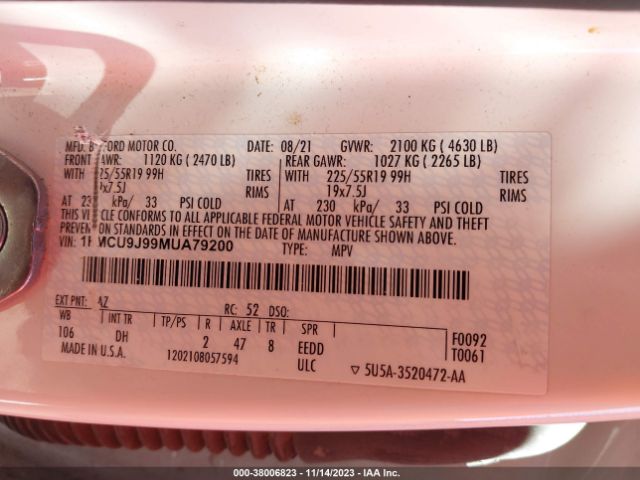 MFD. B FORD MOTOR CO. DATE: 08/21 GVWR: 2100 KG ( 4630 LB)
FRONT AWR: 1120 KG ( 2470 LB) REAR GAWR: 1027 KG ( 2265 LB)
WITH 25/55R19 99H TIRES WITH 225/55R19 99H TIRES
x7.5J RIMS 19x7.5J RIMS
AT 23 kPa/ 33 PSI COLD AT 230 kPa/ 33 PSI COLD
THIS VEHICLE CONFORMS TO ALL APPLICABLE FEDERAL MOTOR VEHICLE SAFETY AND THEFT
PREVEN STANDARDS IN EFFECT ON THE DATE OF MANUFACTURE SHOWN ABOVE.
VIN: 1 MCU9J99MUA79200 TYPE: MPV
EXT PNT: AZ RC: 52 DSO:
WB INT TR TP/PS R AXLE TR SPR F0092
106 DH 2 47 8 EEDD T0061
MADE IN U.S.A. 1202108057594 ULC ▽ 5U5A-3520472-AA
000-38006823 - 11/14/2023 - IAA Inc.